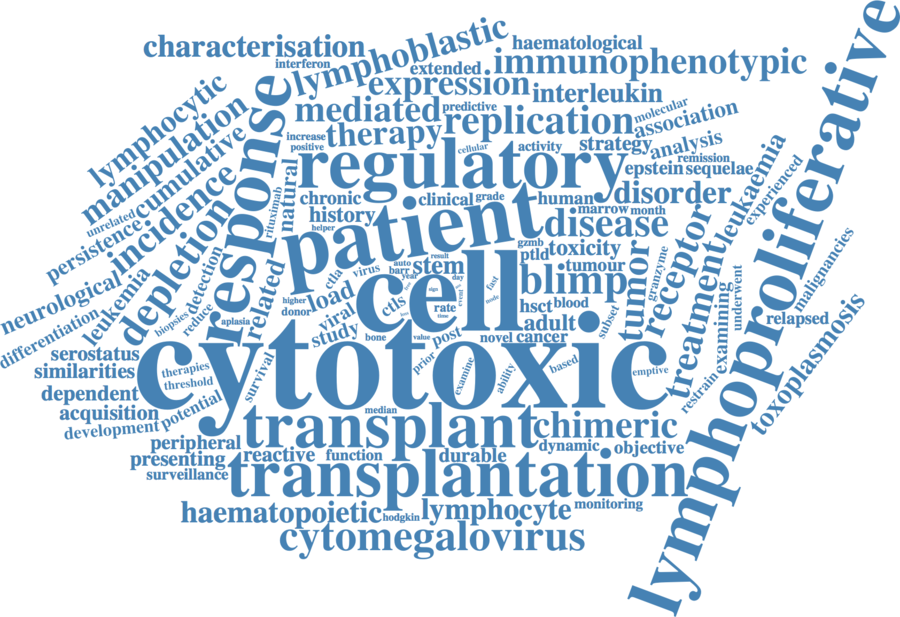 characterisation
interferon
lymphoblastic
haematological
extended
immunophenotypic
expression
interleukin
lymphocytic
manipulation
cumulative
response
mediated
predictive
replication
molecular
association
increase
positive
therapy
cellular
activity
strategy
analysis
remission
epstein
sequelae
regulatory
unrelated
persistence
incidence
rituximab
natural
chronic
history
helper
clinical
grade
human
disorder
marrow
month
patient
disease
leukaemia
experienced
lymphoproliferative
neurological
depletion
detection
differentiation
leukemia
biopsies
reduce
aplasia
related
higher
donor
ctla
virus
auto
barr
year
result
stem
day
gzmb
ptld
toxicity
blimp
tumour
tumor
granzyme
receptor
malignancies
load
viral
study
ctls
cell
sign
rate
time
event
node
fast
hsct
blood
adult
subset
treatment
examining
underwent
relapsed
toxoplasmosis
serostatus
similarities
dependent
acquisition
development
therapies
threshold
potential
survival
bone
value
post
prior
examine
novel
cancer
ability
based
emptive
restrain
cytotoxic
median
transplant
chimeric
peripheral
presenting
surveillance
reactive
function
durable
dynamic
objective
transplantation
haematopoietic
hodgkin
lymphocyte
monitoring
cytomegalovirus